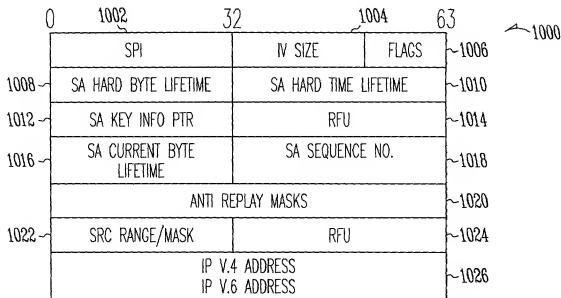 0 1002 32 1004 63
1000
SPI IV SIZE FLAGS 1006
1008 SA HARD BYTE LIFETIME SA HARD TIME LIFETIME 1010
1012 SA KEY INFO PTR RFU 1014
1016 SA CURRENT BYTE LIFETIME SA SEQUENCE NO. 1018
ANTI REPLAY MASKS 1020
1022 SRC RANGE/MASK RFU 1024
IP V.4 ADDRESS
IP V.6 ADDRESS 1026